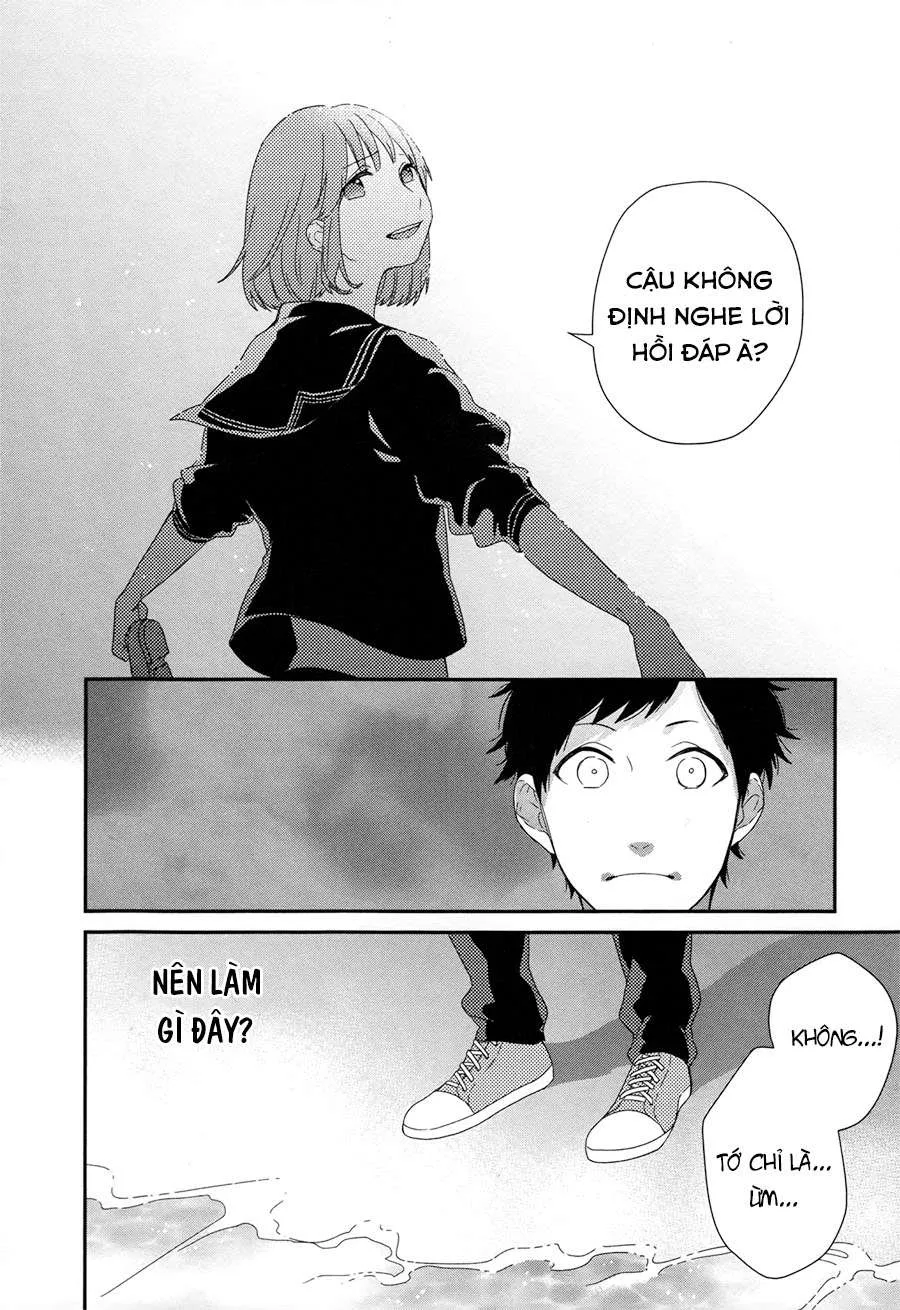 CẬU KHÔNG
ĐỊNH NGHE LỜI
HỒI ĐÁP À?
NÊN LÀM
GÌ ĐÂY?
KHÔNG...!
TỚ CHỈ LÀ...
ỪM...